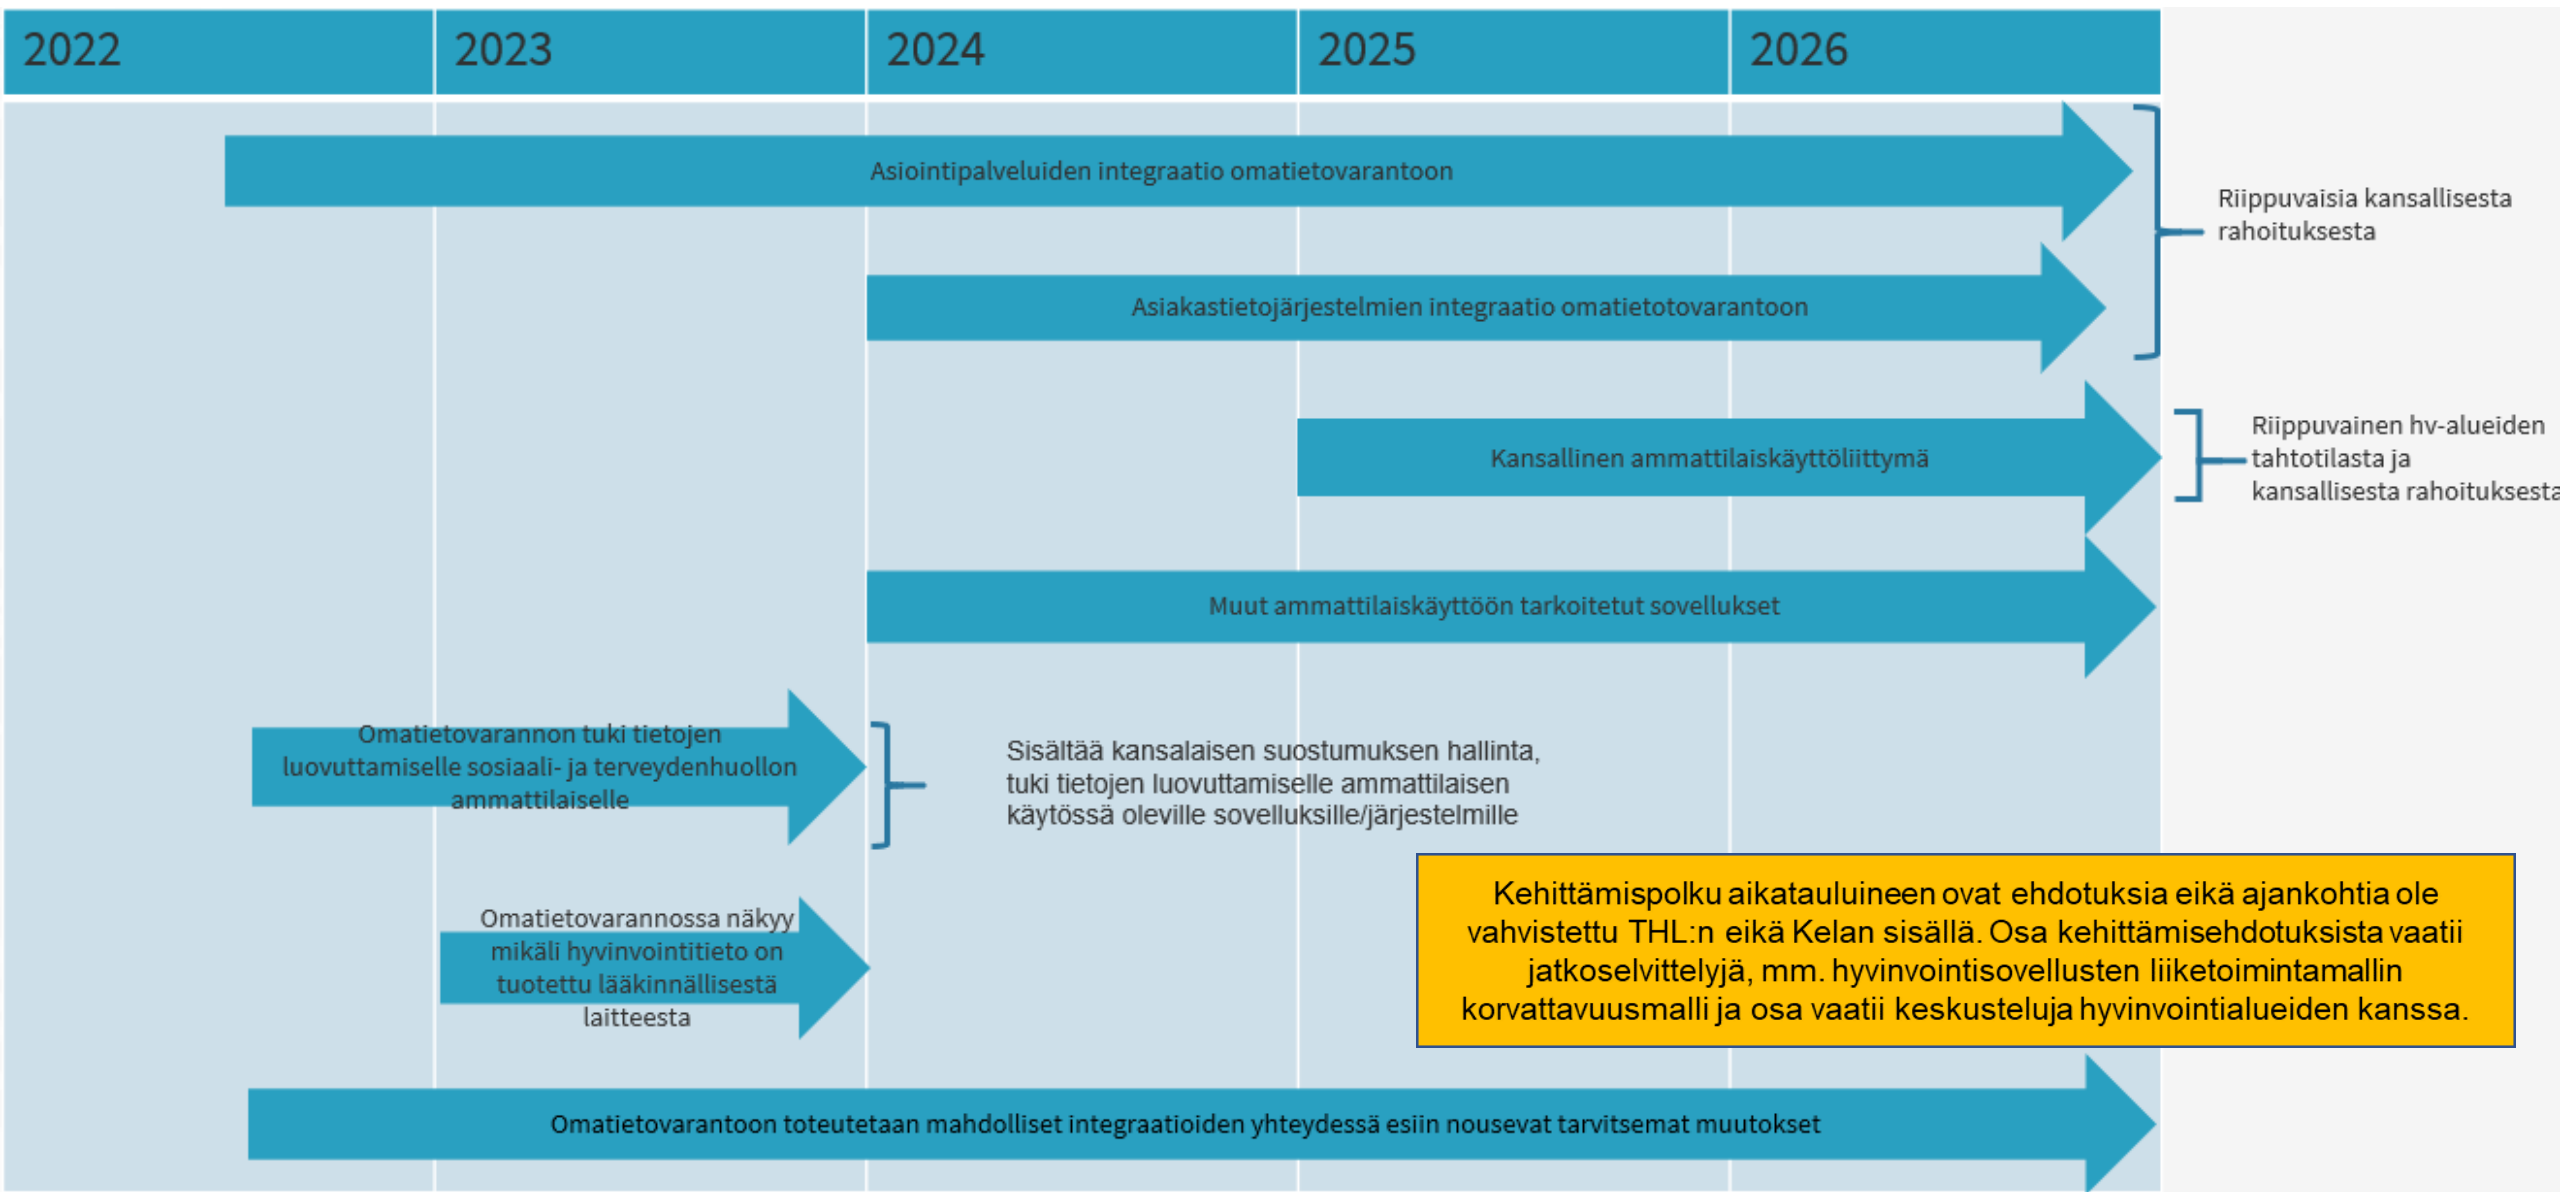 2022
2023
2024
2025
2026
Asiointipalveluiden integraatio omatietovarantoon
Riippuvaisia kansallisesta
rahoituksesta
Asiakastietojärjestelmien integraatio omatietotovarantoon
Kansallinen ammattilaiskäyttöliittymä
Riippuvainen hv-alueiden
tahtotilasta ja
kansallisesta rahoituksesta
Muut ammattilaiskäyttöön tarkoitetut sovellukset
Omatietovarannon tuki tietojen
luovuttamiselle sosiaali- ja terveydenhuollon
ammattilaiselle
Sisältää kansalaisen suostumuksen hallinta,
tuki tietojen luovuttamiselle ammattilaisen
käytössä oleville sovelluksille/järjestelmille
Omatietovarannossa näkyy
mikäli hyvinvointitieto on
tuotettu lääkinnällisestä
laitteesta
Kehittämispolku aikatauluineen ovat ehdotuksia eikä ajankohtia ole
vahvistettu THL:n eikä Kelan sisällä. Osa kehittämisehdotuksista vaatii
jatkoselvittelyjä, mm. hyvinvointisovellusten liiketoimintamallin
korvattavuusmalli ja osa vaatii keskusteluja hyvinvointialueiden kanssa.
Omatietovarantoon toteutetaan mahdolliset integraatioiden yhteydessä esiin nousevat tarvitsemat muutokset